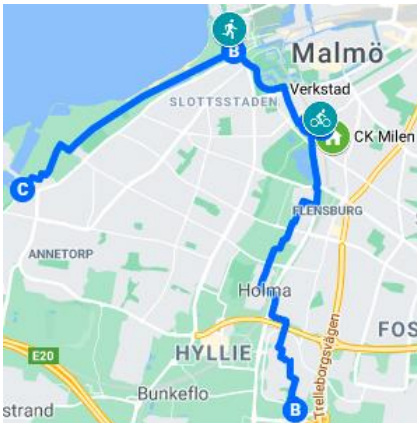 B
Malmö
Verkstad
SLOTTSSTADEN
CK Milen
C
FLENSBURG
ANNETORP
Holma
HYLLIE
FOS
E20
Trelleborgsvägen
Bunkeflo
strand
B